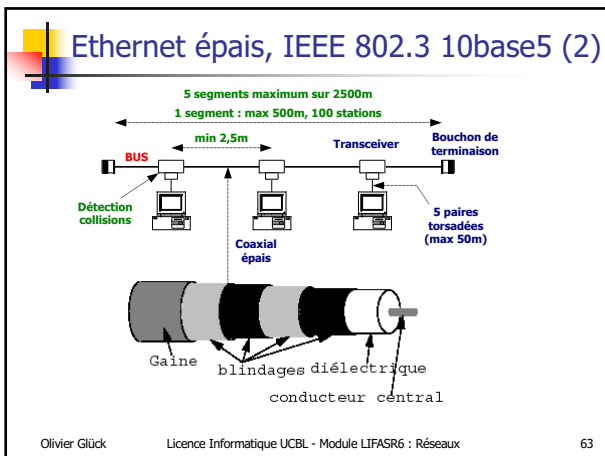 Ethernet épais, IEEE 802.3 10base5 (2)
5 segments maximum sur 2500m
1 segment : max 500m, 100 stations
min 2,5m
Transceiver
Bouchon de
terminaison
BUS
Détection
collisions
5 paires
torsadées
(max 50m)
Coaxial
épais
Gaine
blindages
diélectrique
conducteur central
Olivier Glück
Licence Informatique UCBL - Module LIFASR6 : Réseaux
63